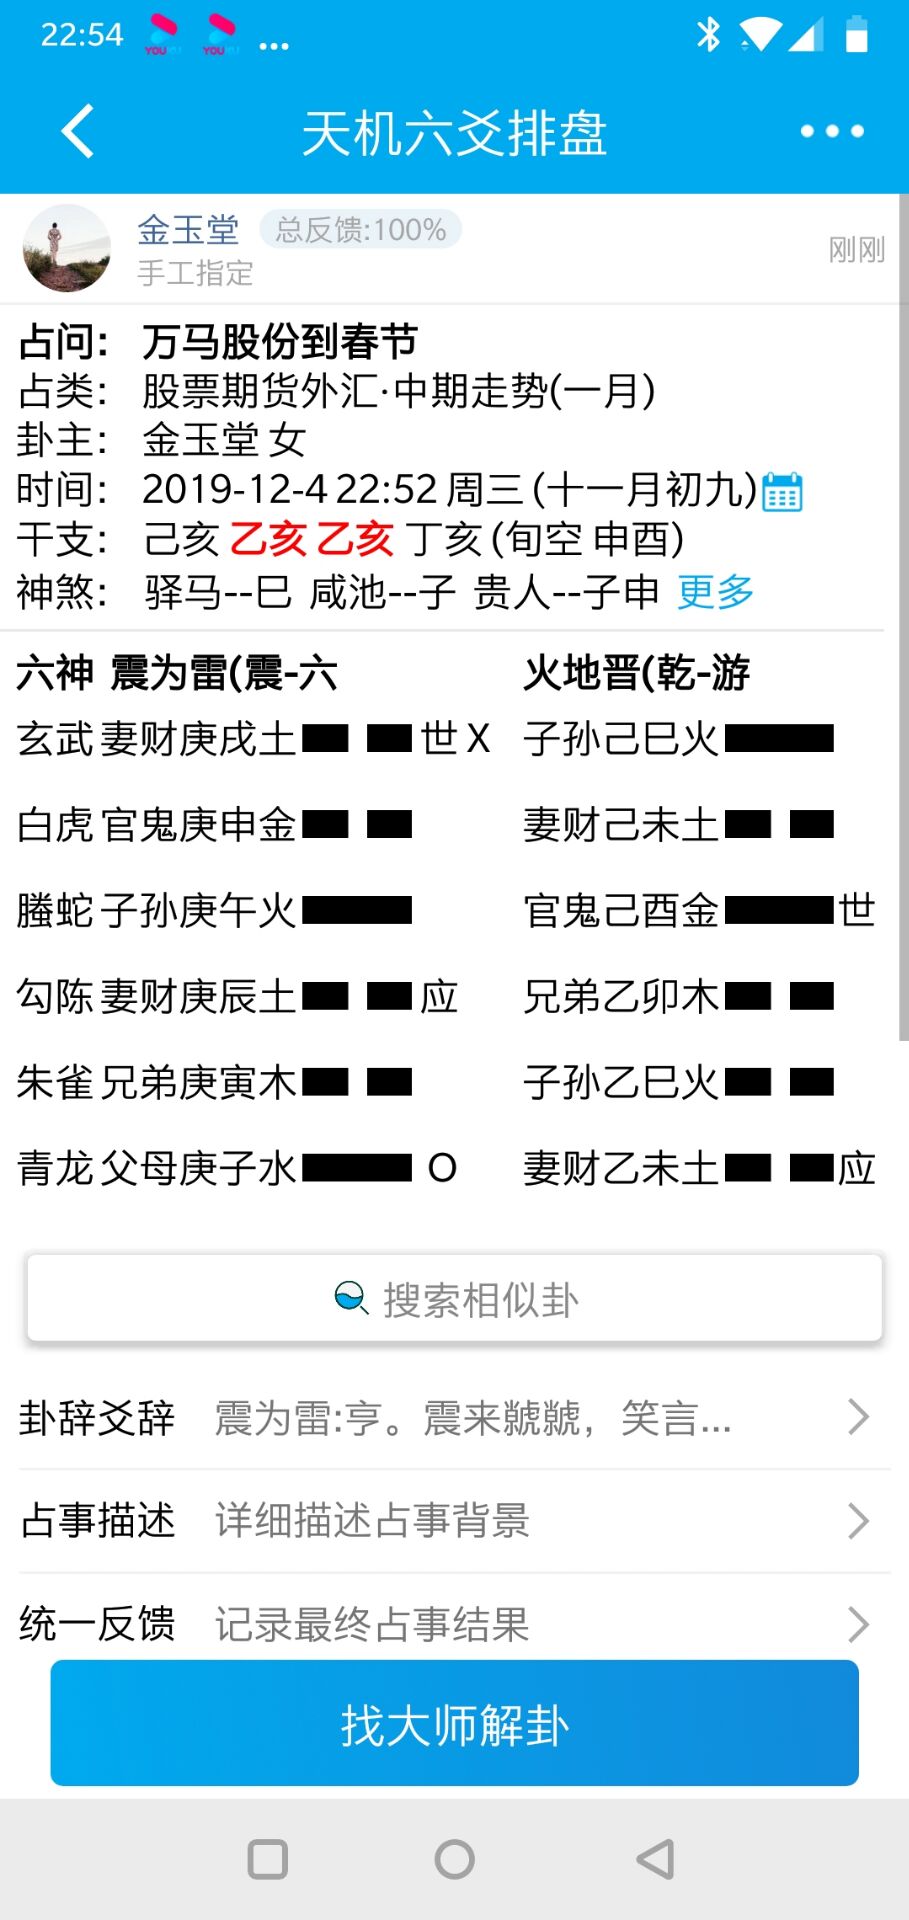 22:54 YOU YOU ...
天机六爻排盘
金玉堂 总反馈:100%
手工指定 刚刚
占问: 万马股份到春节
占类: 股票期货外汇·中期走势(一月)
卦主: 金玉堂 女
时间: 2019-12-4 22:52 周三 (十一月初九)
干支: 己亥 乙亥 乙亥 丁亥 (旬空 申酉)
神煞: 驿马--巳 咸池--子 贵人--子申 更多
六神 震为雷(震-六 火地晋(乾-游
玄武 妻财庚戌土 世 X 子孙己巳火
白虎 官鬼庚申金 妻财己未土
螣蛇 子孙庚午火 官鬼己酉金 世
勾陈 妻财庚辰土 应 兄弟乙卯木
朱雀 兄弟庚寅木 子孙乙巳火
青龙 父母庚子水 O 妻财乙未土 应
搜索相似卦
卦辞爻辞 震为雷:亨。震来虩虩，笑言...
占事描述 详细描述占事背景
统一反馈 记录最终占事结果
找大师解卦